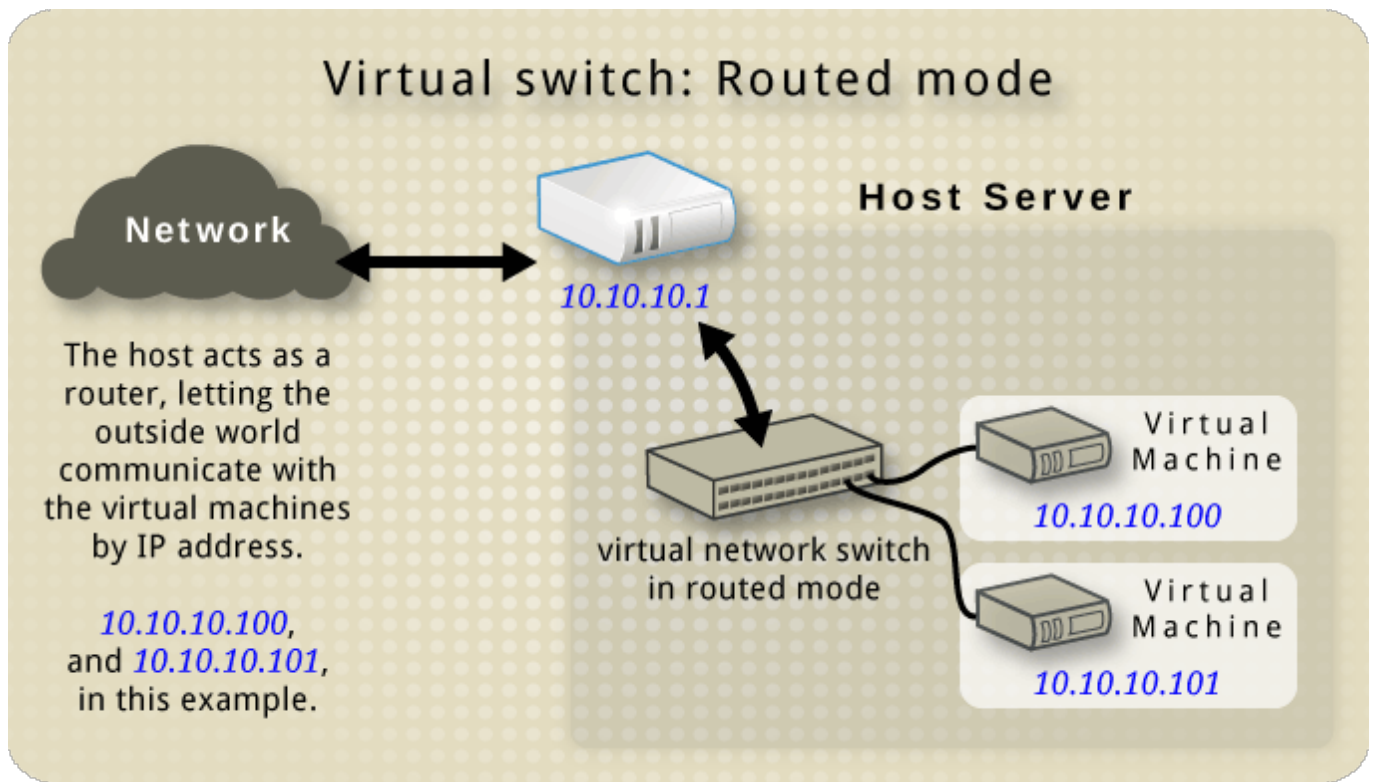 Virtual switch: Routed mode
Network
Host Server
10.10.10.1
The host acts as a
router, letting the
outside world
communicate with
the virtual machines
by IP address.
10.10.10.100,
and 10.10.10.101,
in this example.
virtual network switch
in routed mode
Virtual
Machine
10.10.10.100
Virtual
Machine
10.10.10.101